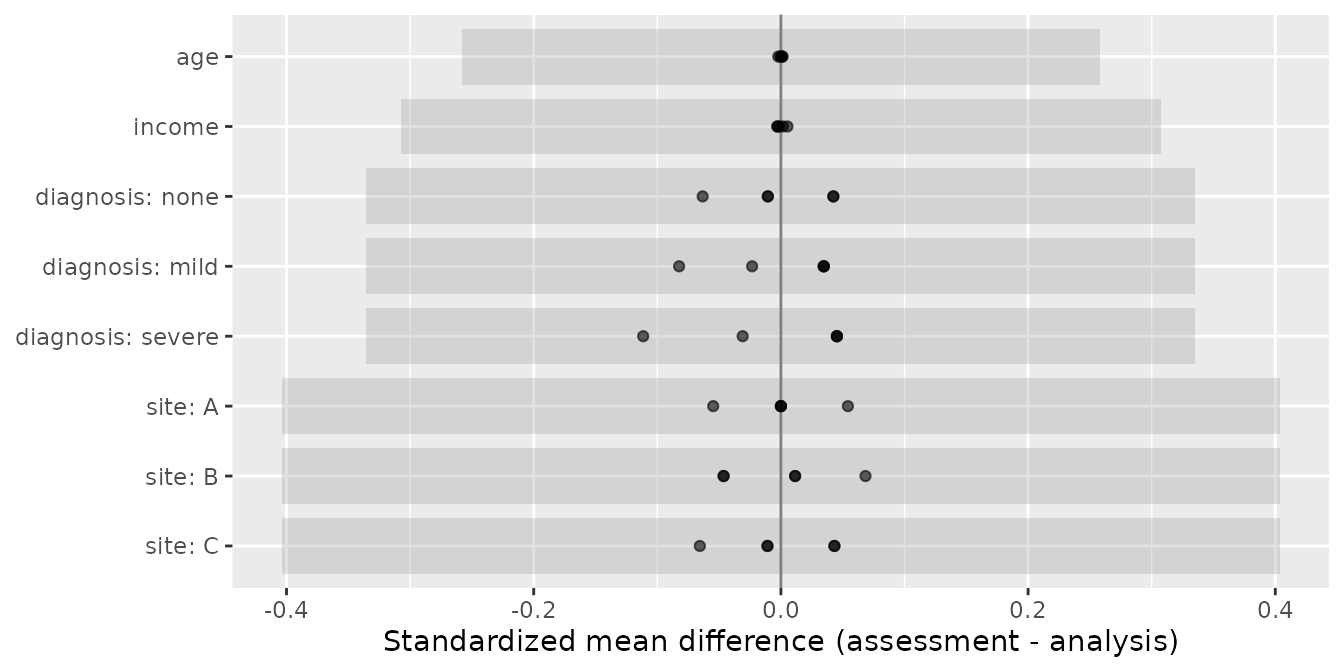 age
income
diagnosis: none
diagnosis: mild
diagnosis: severe
site: A
site: B
site: C
-0.4 -0.2 0.0 0.2 0.4
Standardized mean difference (assessment - analysis)